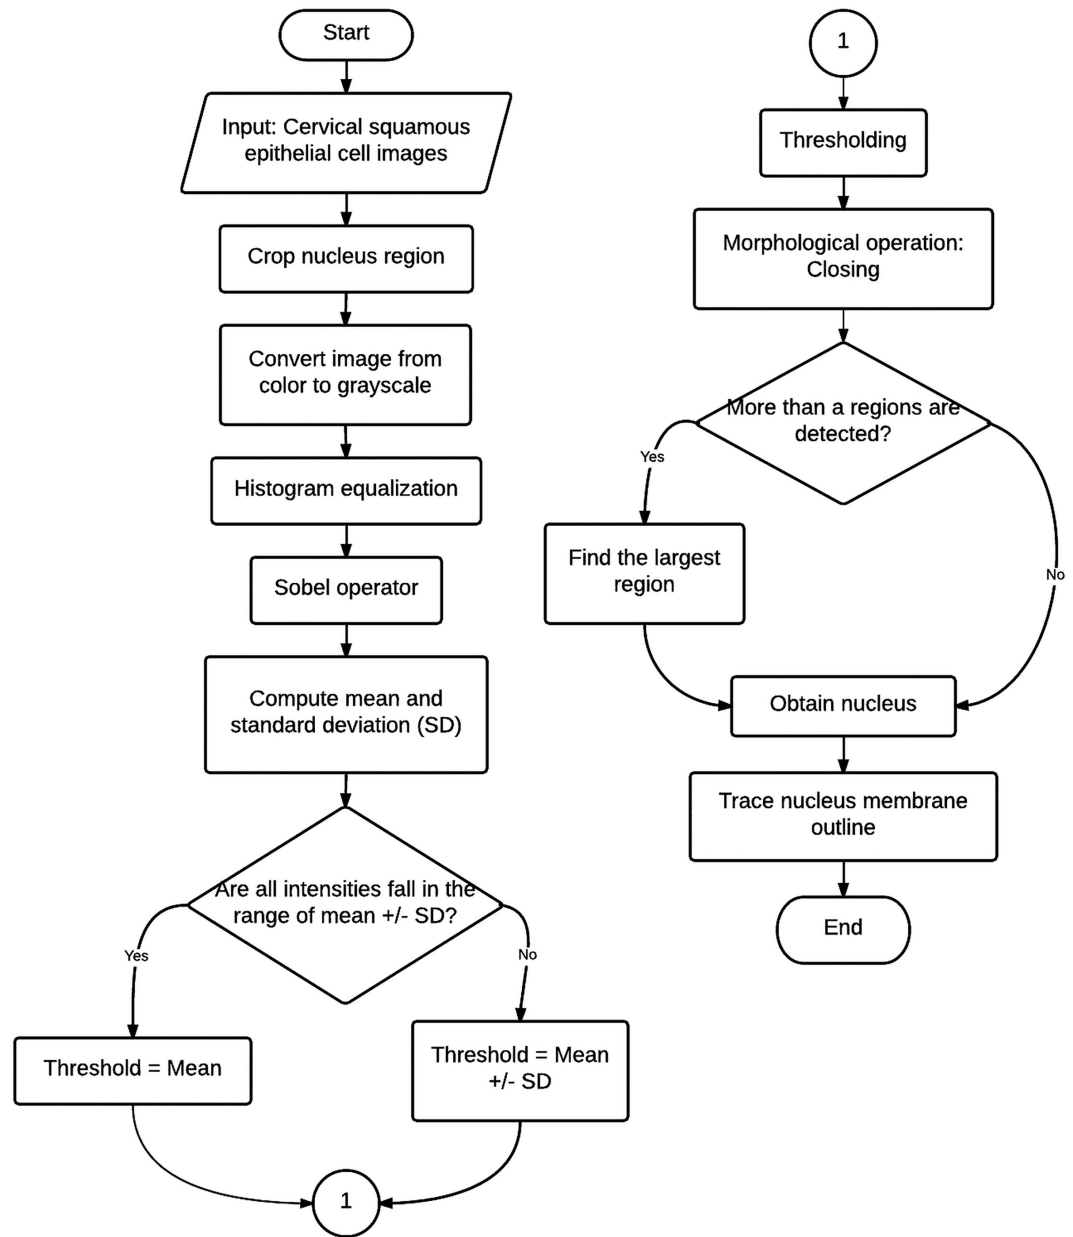 Start
Input: Cervical squamous
epithelial cell images
Crop nucleus region
Convert image from
color to grayscale
Histogram equalization
Sobel operator
Compute mean and
standard deviation (SD)
Are all intensities fall in the
range of mean +/- SD?
Yes
No
Threshold = Mean
Threshold = Mean
+/- SD
1
1
Thresholding
Morphological operation:
Closing
More than a regions are
detected?
Yes
No
Find the largest
region
Obtain nucleus
Trace nucleus membrane
outline
End